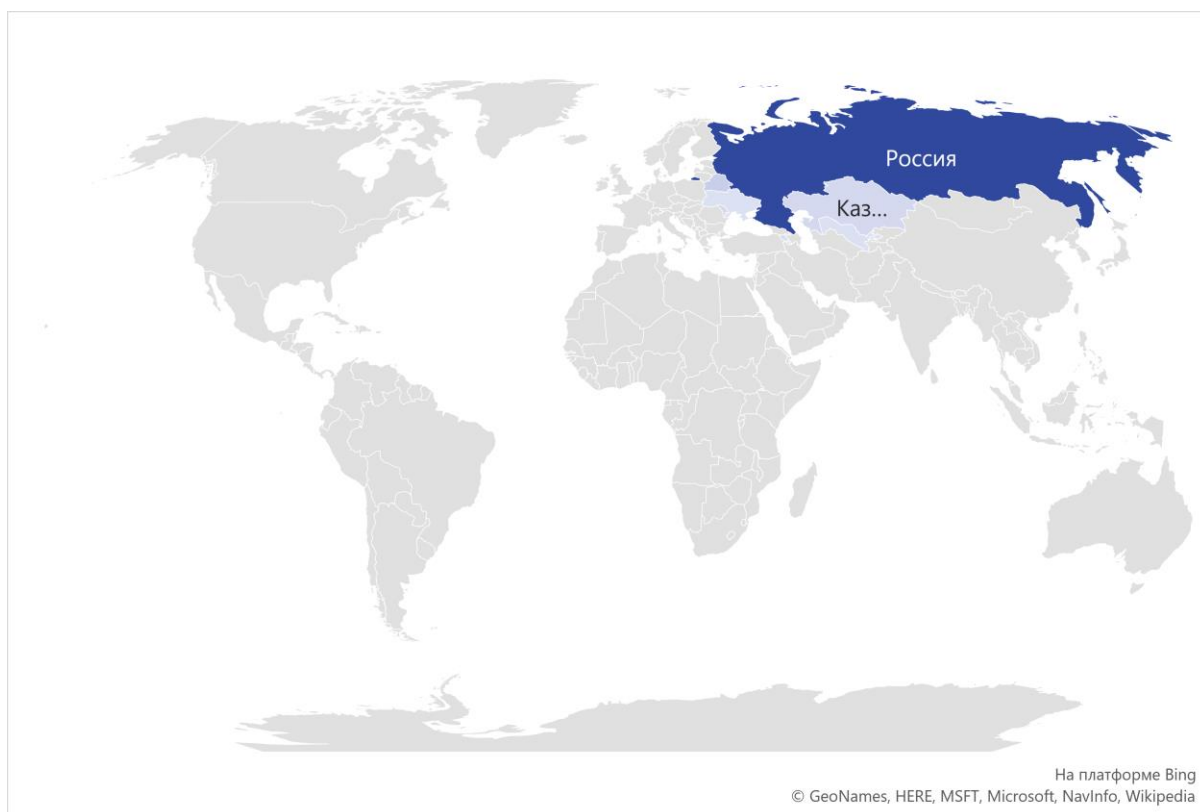 Россия
Каз...
На платформе Bing
© GeoNames, HERE, MSFT, Microsoft, NavInfo, Wikipedia